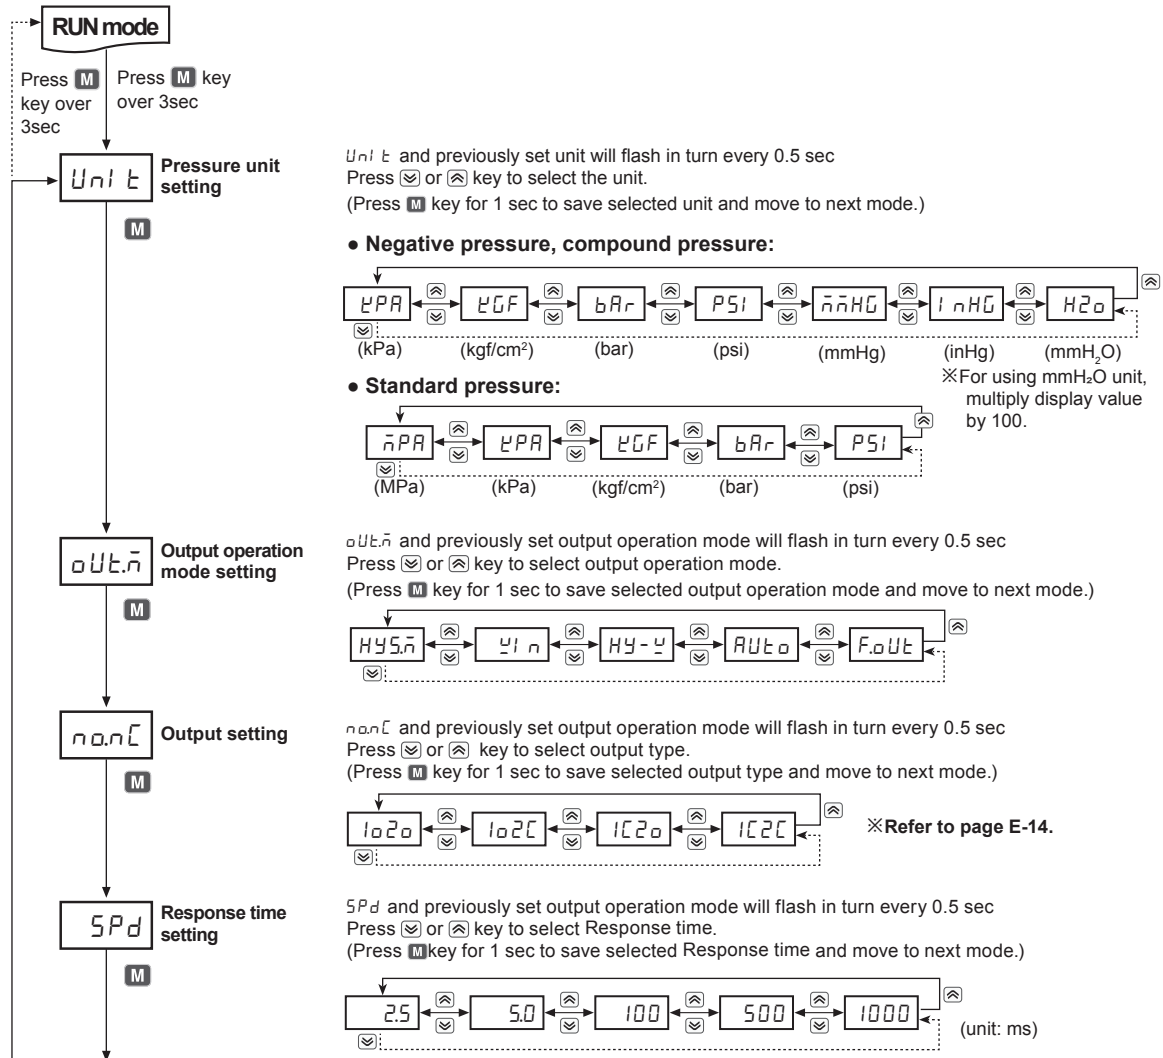 RUN mode
Press M key over 3sec
Press M key over 3sec
UnIt
Pressure unit setting
M
UnIt and previously set unit will flash in turn every 0.5 sec
Press or key to select the unit.
(Press M key for 1 sec to save selected unit and move to next mode.)
● Negative pressure, compound pressure:
KPA KGF bAr PSI mmHG InHG H2o
(kPa) (kgf/cm²) (bar) (psi) (mmHg) (inHg) (mmH₂O)
※For using mmH₂O unit,
multiply display value
by 100.
● Standard pressure:
MPA KPA KGF bAr PSI
(MPa) (kPa) (kgf/cm²) (bar) (psi)
oUt.m
Output operation mode setting
M
oUt.m and previously set output operation mode will flash in turn every 0.5 sec
Press or key to select output operation mode.
(Press M key for 1 sec to save selected output operation mode and move to next mode.)
HYS.m WIn HY-W AUto F.oUt
no.nC
Output setting
M
no.nC and previously set output operation mode will flash in turn every 0.5 sec
Press or key to select output type.
(Press M key for 1 sec to save selected output type and move to next mode.)
1o2o 1o2C 1C2o 1C2C
※Refer to page E-14.
SPd
Response time setting
M
SPd and previously set output operation mode will flash in turn every 0.5 sec
Press or key to select Response time.
(Press M key for 1 sec to save selected Response time and move to next mode.)
2.5 5.0 100 500 1000
(unit: ms)